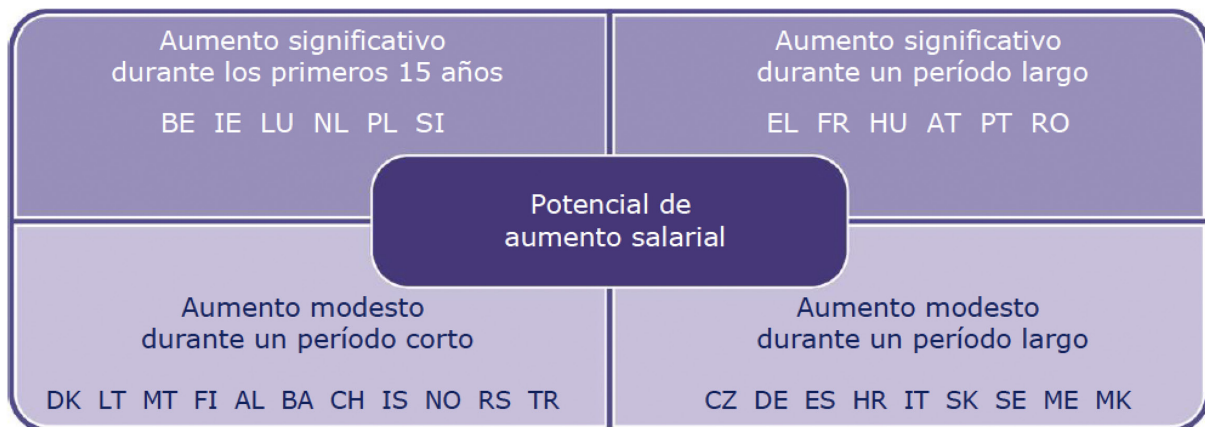 Aumento significativo
durante los primeros 15 años
BE IE LU NL PL SI
Aumento significativo
durante un período largo
EL FR HU AT PT RO
Potencial de
aumento salarial
Aumento modesto
durante un período corto
DK LT MT FI AL BA CH IS NO RS TR
Aumento modesto
durante un período largo
CZ DE ES HR IT SK SE ME MK